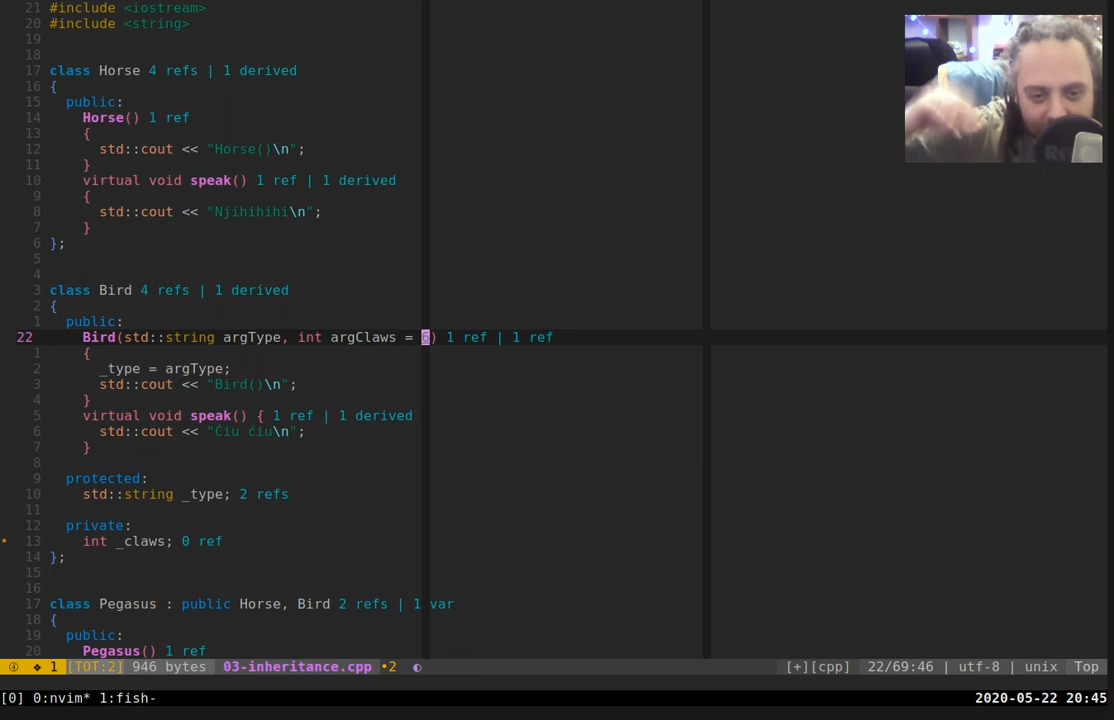 21 #include <iostream>
20 #include <string>
19
18
17 class Horse 4 refs | 1 derived
16 {
15 public:
14 Horse() 1 ref
13 {
12 std::cout << "Horse()\n";
11 }
10 virtual void speak() 1 ref | 1 derived
9 {
8 std::cout << "Njihihihi\n";
7 }
6 };
5
4
3 class Bird 4 refs | 1 derived
2 {
1 public:
22 Bird(std::string argType, int argClaws = 6) 1 ref | 1 ref
1 {
2 _type = argType;
3 std::cout << "Bird()\n";
4 }
5 virtual void speak() { 1 ref | 1 derived
6 std::cout << "Ćiu ćiu\n";
7 }
8
9 protected:
10 std::string _type; 2 refs
11
12 private:
• 13 int _claws; 0 ref
14 };
15
16
17 class Pegasus : public Horse, Bird 2 refs | 1 var
18 {
19 public:
20 Pegasus() 1 ref
④ ❖ 1 [TOT:2] 946 bytes 03-inheritance.cpp •2 ◐ [+][cpp] 22/69:46 | utf-8 | unix Top
[0] 0:nvim* 1:fish- 2020-05-22 20:45